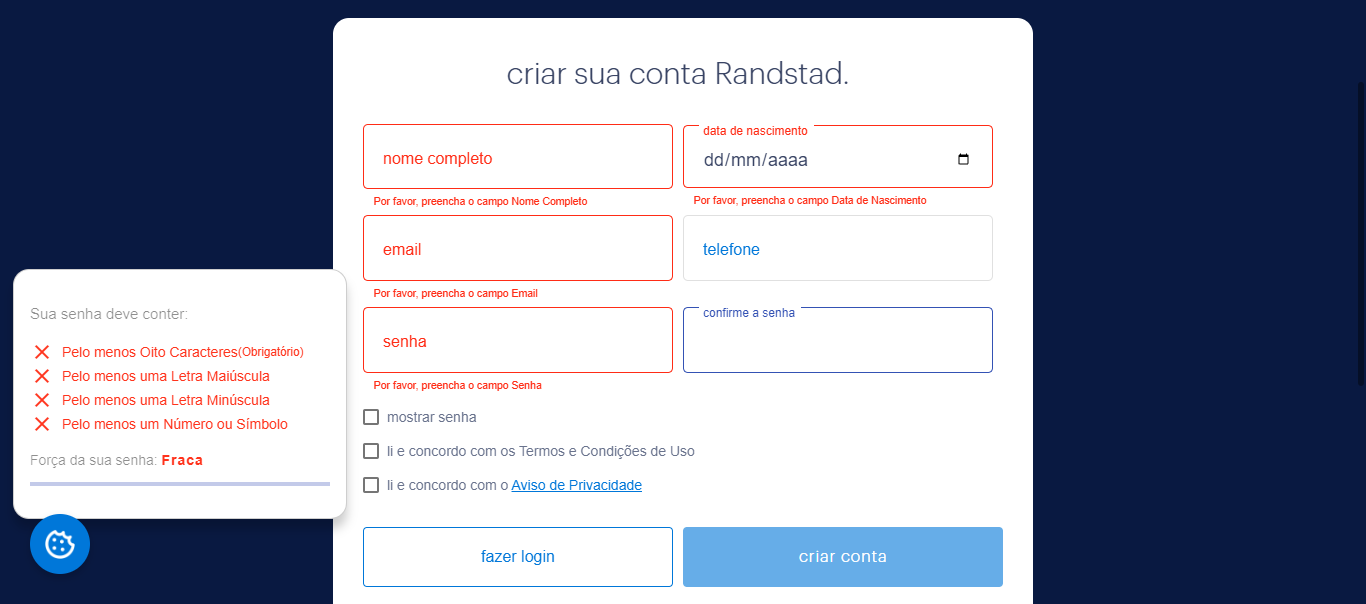 criar sua conta Randstad.
nome completo
data de nascimento
dd/mm/aaaa
Por favor, preencha o campo Nome Completo
Por favor, preencha o campo Data de Nascimento
email
telefone
Por favor, preencha o campo Email
senha
confirme a senha
Por favor, preencha o campo Senha
mostrar senha
li e concordo com os Termos e Condições de Uso
li e concordo com o Aviso de Privacidade
fazer login
criar conta
Sua senha deve conter:
Pelo menos Oito Caracteres(Obrigatório)
Pelo menos uma Letra Maiúscula
Pelo menos uma Letra Minúscula
Pelo menos um Número ou Símbolo
Força da sua senha: Fraca